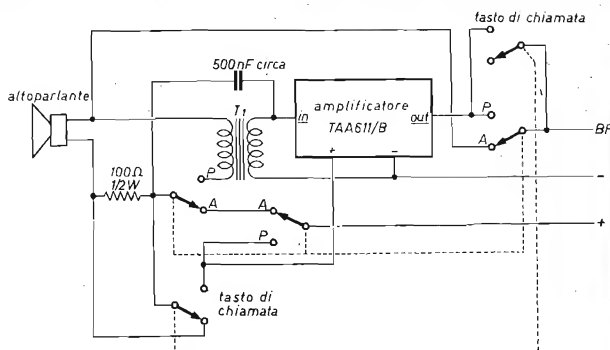 tasto di chiamata
500nF circa
altoparlante
T1
amplificatore
TAA611/B
in
out
+
−
P
A
BF
−
+
100Ω
1/2W
P
A
A
P
tasto di
chiamata